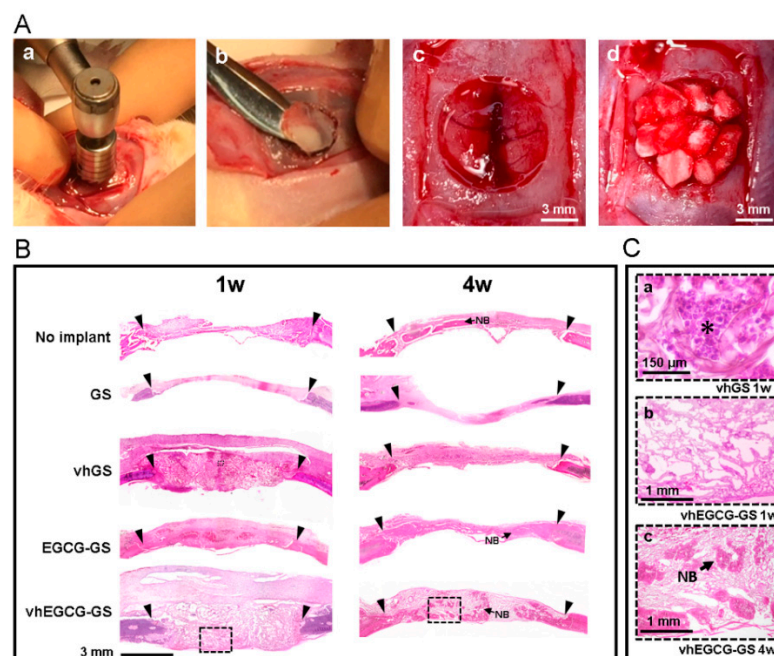 A
a
b
c
d
3 mm
3 mm
B
1w
4w
No implant
NB
GS
vhGS
EGCG-GS
NB
vhEGCG-GS
NB
3 mm
C
a
*
150 µm
vhGS 1w
b
1 mm
vhEGCG-GS 1w
c
NB
1 mm
vhEGCG-GS 4w